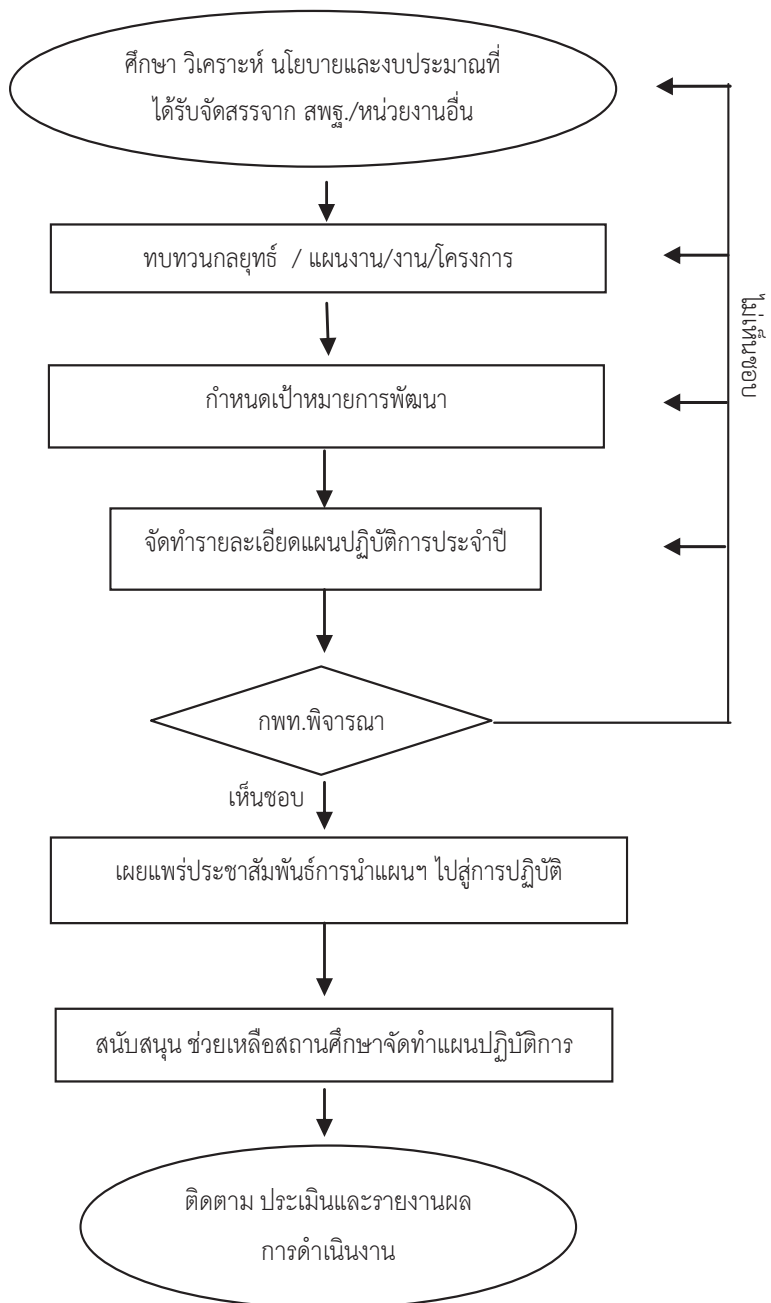 ศึกษา วิเคราะห์ นโยบายและงบประมาณที่
ได้รับจัดสรรจาก สพฐ./หน่วยงานอื่น
ทบทวนกลยุทธ์ / แผนงาน/งาน/โครงการ
กำหนดเป้าหมายการพัฒนา
จัดทำรายละเอียดแผนปฏิบัติการประจำปี
กพท.พิจารณา
ไม่เห็นชอบ
เห็นชอบ
เผยแพร่ประชาสัมพันธ์การนำแผนฯ ไปสู่การปฏิบัติ
สนับสนุน ช่วยเหลือสถานศึกษาจัดทำแผนปฏิบัติการ
ติดตาม ประเมินและรายงานผล
การดำเนินงาน